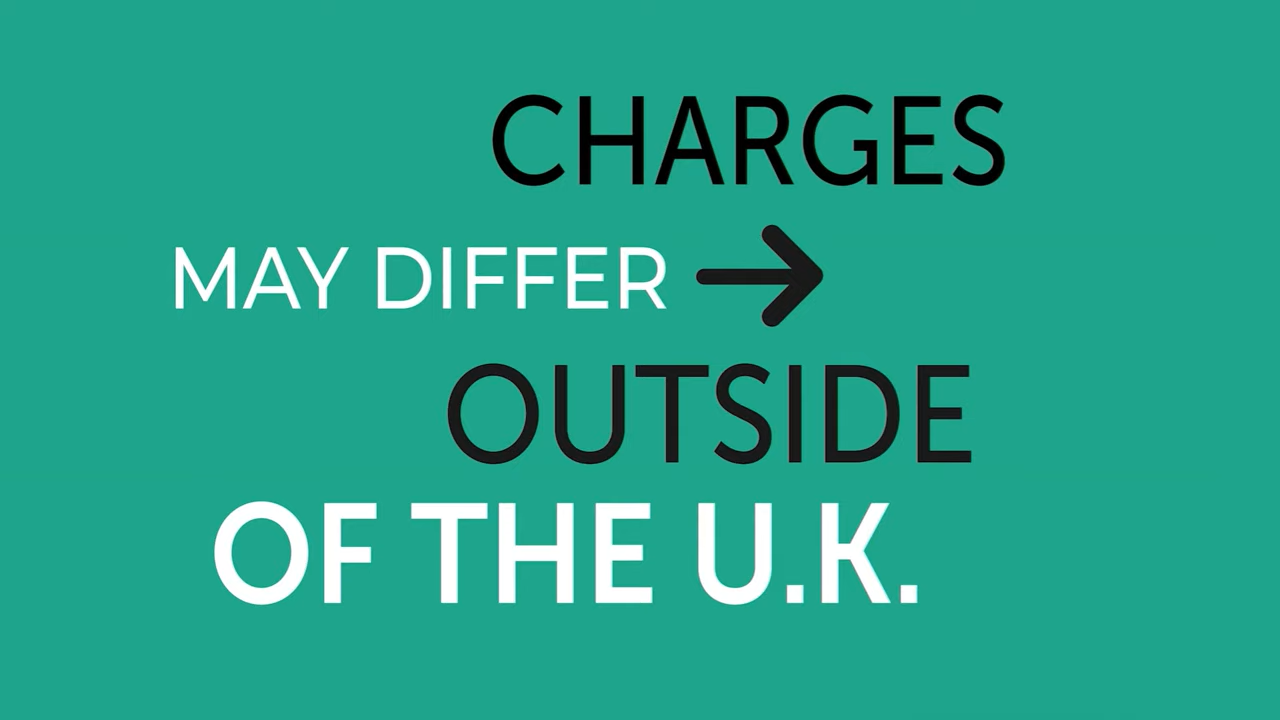 CHARGES
MAY DIFFER
OUTSIDE
OF THE U.K.